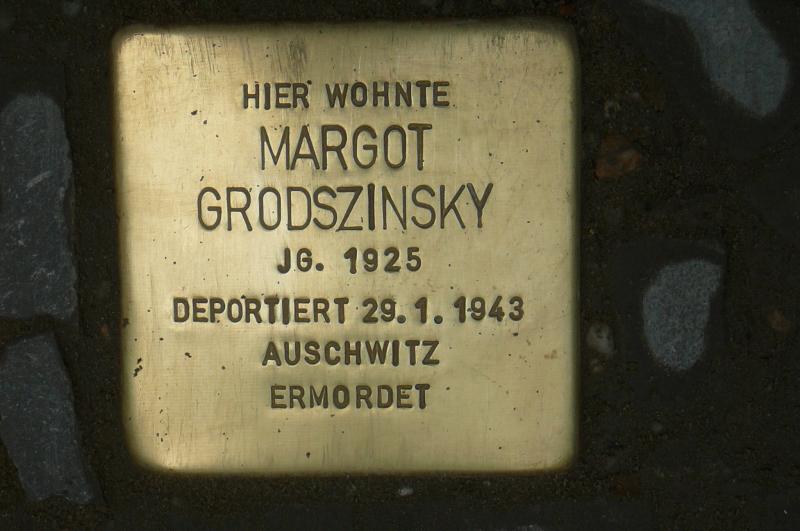 HIER WOHNTE
MARGOT
GRODSZINSKY
JG. 1925
DEPORTIERT 29.1.1943
AUSCHWITZ
ERMORDET